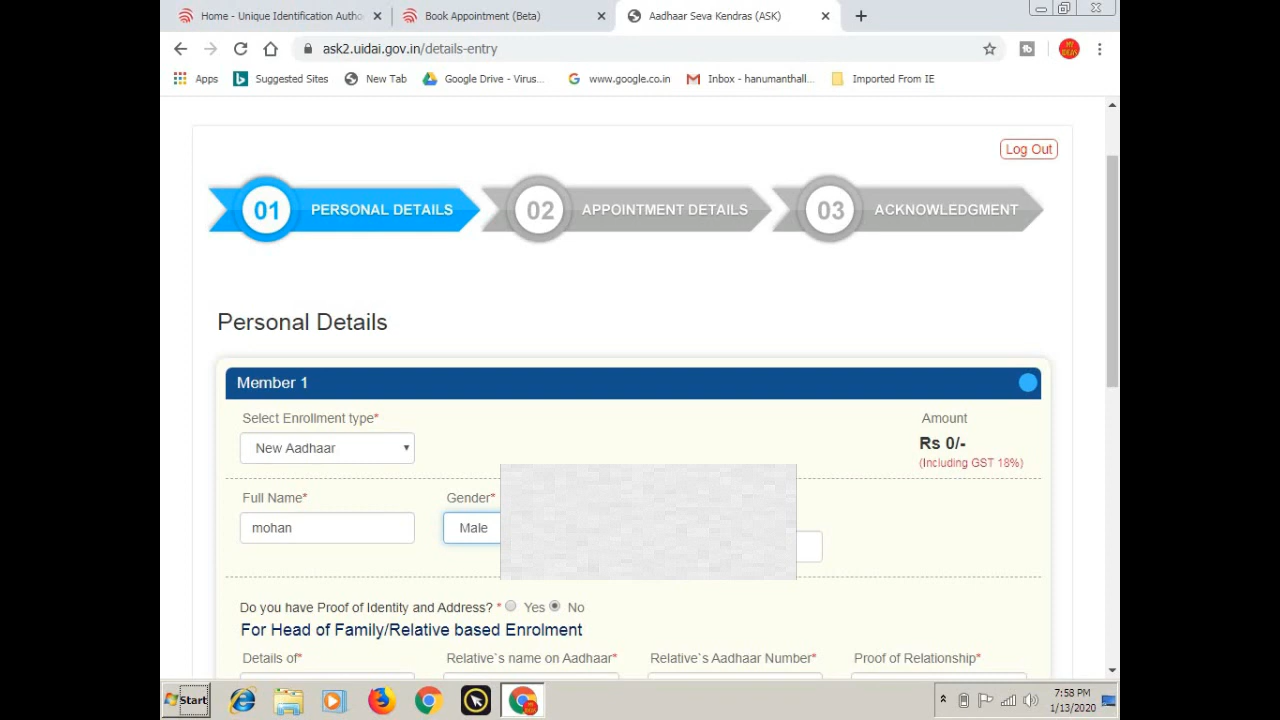 Home - Unique Identification Autho
Book Appointment (Beta)
Aadhaar Seva Kendras (ASK)
ask2.uidai.gov.in/details-entry
Apps
Suggested Sites
New Tab
Google Drive - Virus...
www.google.co.in
Inbox - hanumanthall...
Imported From IE
Log Out
01 PERSONAL DETAILS
02 APPOINTMENT DETAILS
03 ACKNOWLEDGMENT
Personal Details
Member 1
Select Enrollment type*
Amount
New Aadhaar
Rs 0/-
(Including GST 18%)
Full Name*
Gender*
mohan
Male
Do you have Proof of Identity and Address? * Yes No
For Head of Family/Relative based Enrolment
Details of*
Relative`s name on Aadhaar*
Relative`s Aadhaar Number*
Proof of Relationship*
Start
7:58 PM
1/13/2020